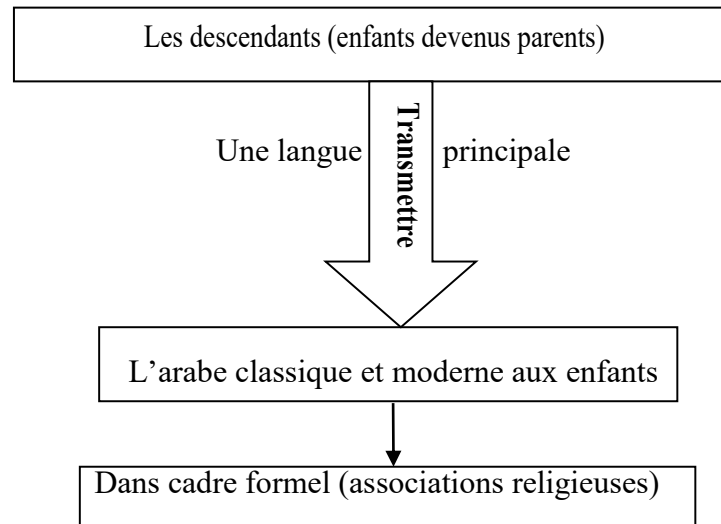 Les descendants (enfants devenus parents)
Une langue principale
Transmettre
L’arabe classique et moderne aux enfants
Dans cadre formel (associations religieuses)